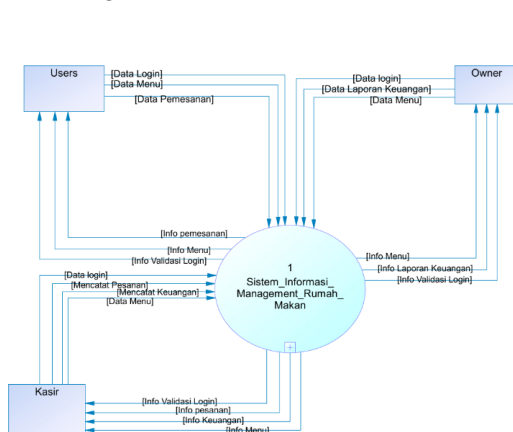 Users
[Data Login]
[Data Menu]
[Data Pemesanan]
Owner
[Data login]
[Data Laporan Keuangan]
[Data Menu]
[Info pemesanan]
[Info Menu]
[Info Validasi Login]
[Info Menu]
[Info Laporan Keuangan]
[Info Validasi Login]
1
Sistem_Informasi_
Management_Rumah_
Makan
[Data login]
[Mencatat Pesanan]
[Mencatat Keuangan]
[Data Menu]
Kasir
[Info Validasi Login]
[Info pesanan]
[Info Keuangan]
[Info Menu]